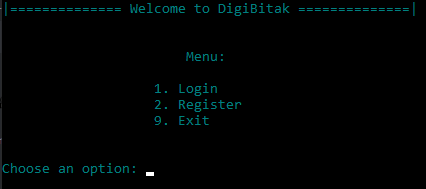 |============== Welcome to DigiBitak ==============|
Menu:
1. Login
2. Register
9. Exit
Choose an option: